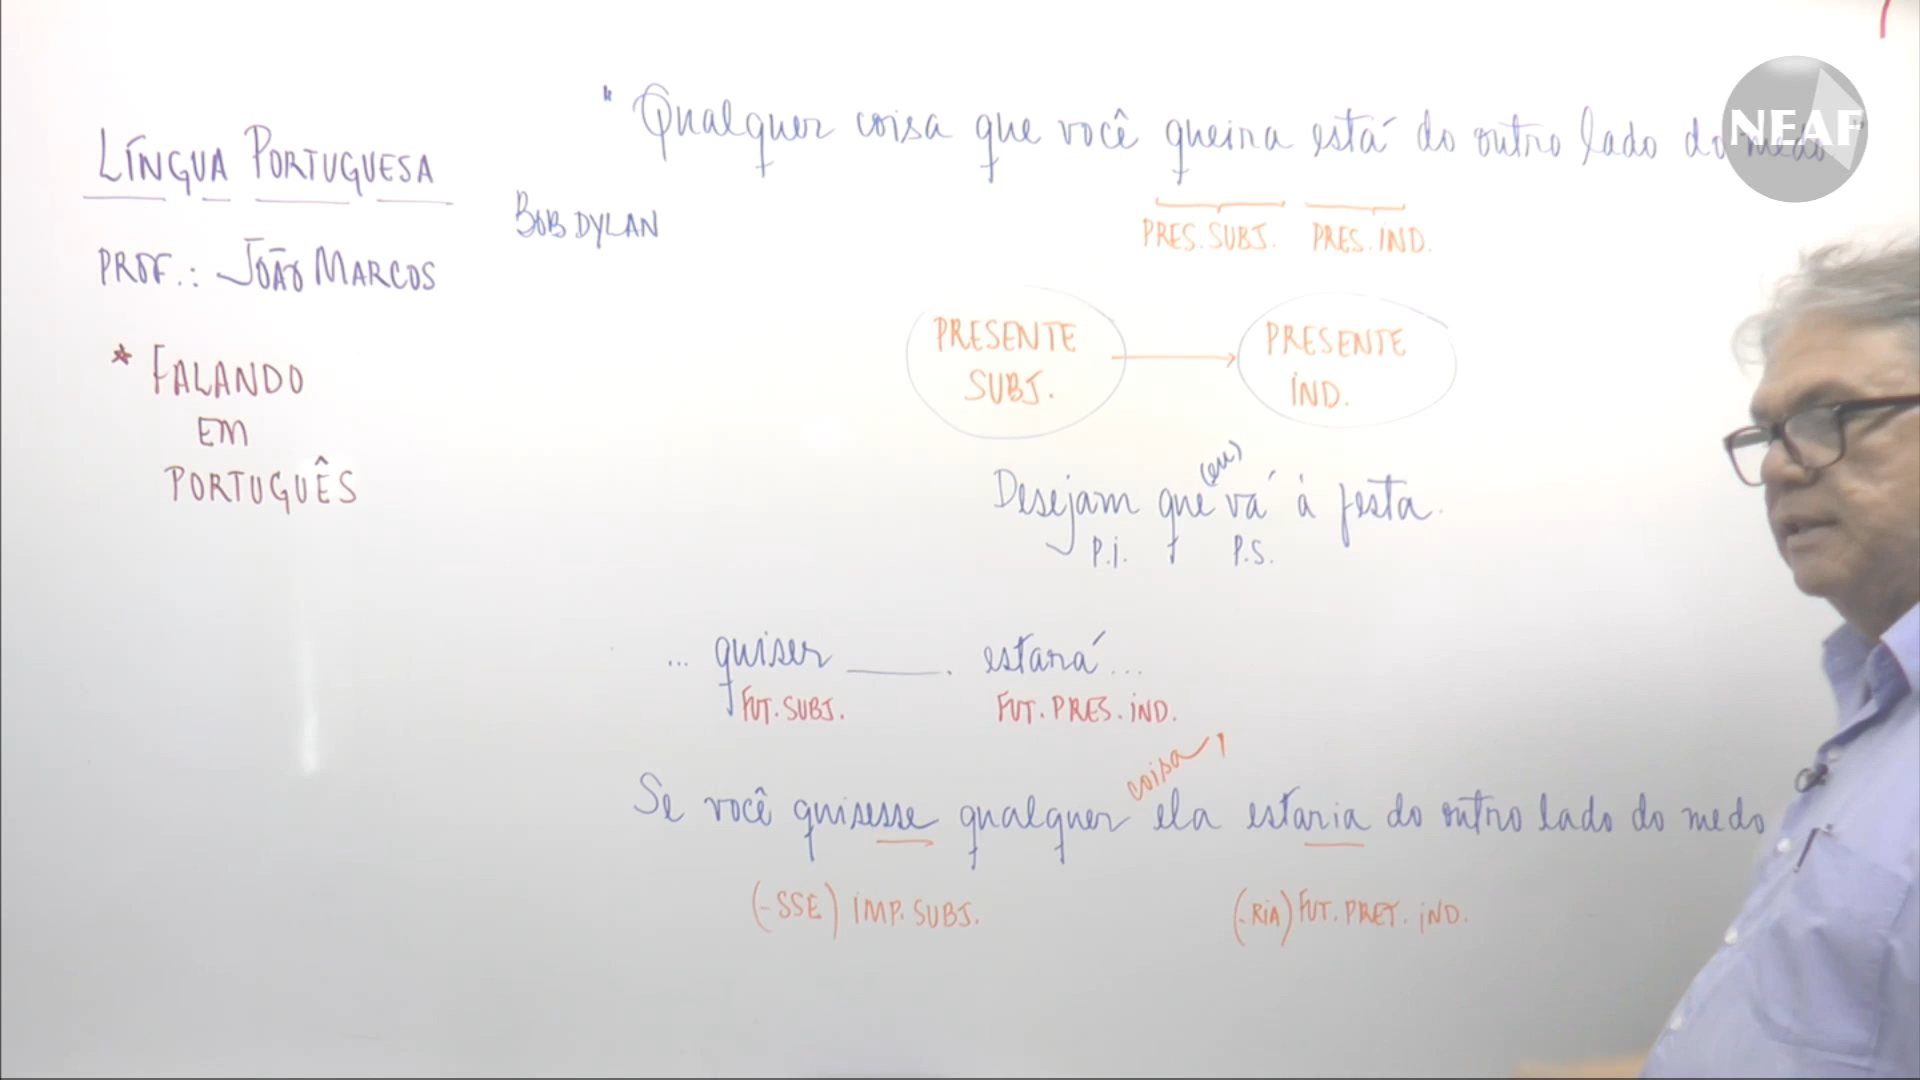 LÍNGUA PORTUGUESA
PROF.: JOÃO MARCOS
* FALANDO
EM
PORTUGUÊS
" Qualquer coisa que você queira está do outro lado do medo
BOB DYLAN
PRES. SUBJ. PRES. IND.
PRESENTE SUBJ. → PRESENTE IND.
(eu)
Desejam que vá à festa.
P.I. P.S.
... quiser ______. estará ...
FUT. SUBJ. FUT. PRES. IND.
coisa,
Se você quisesse qualquer ela estaria do outro lado do medo
(-SSE) IMP. SUBJ. (-RIA) FUT. PRET. IND.
NEAF